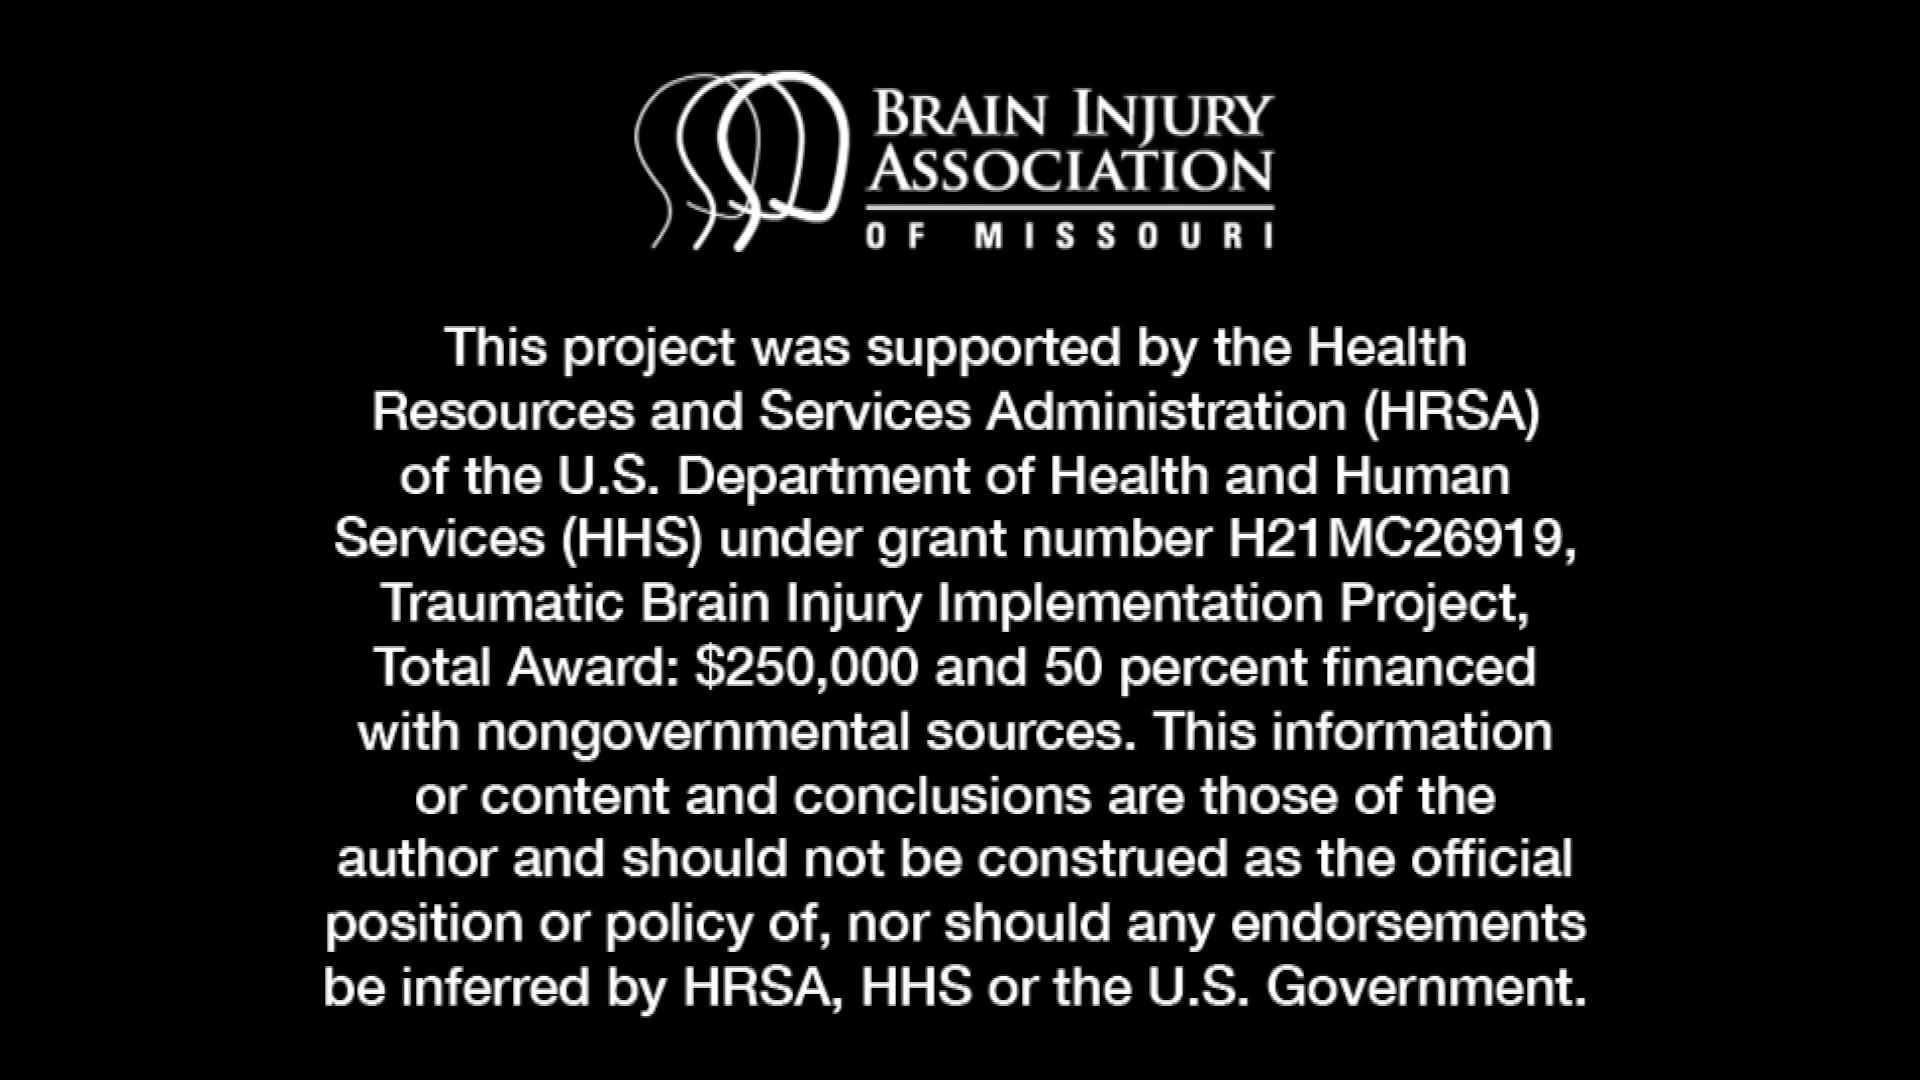 BRAIN INJURY
ASSOCIATION
OF MISSOURI
This project was supported by the Health
Resources and Services Administration (HRSA)
of the U.S. Department of Health and Human
Services (HHS) under grant number H21MC26919,
Traumatic Brain Injury Implementation Project,
Total Award: $250,000 and 50 percent financed
with nongovernmental sources. This information
or content and conclusions are those of the
author and should not be construed as the official
position or policy of, nor should any endorsements
be inferred by HRSA, HHS or the U.S. Government.